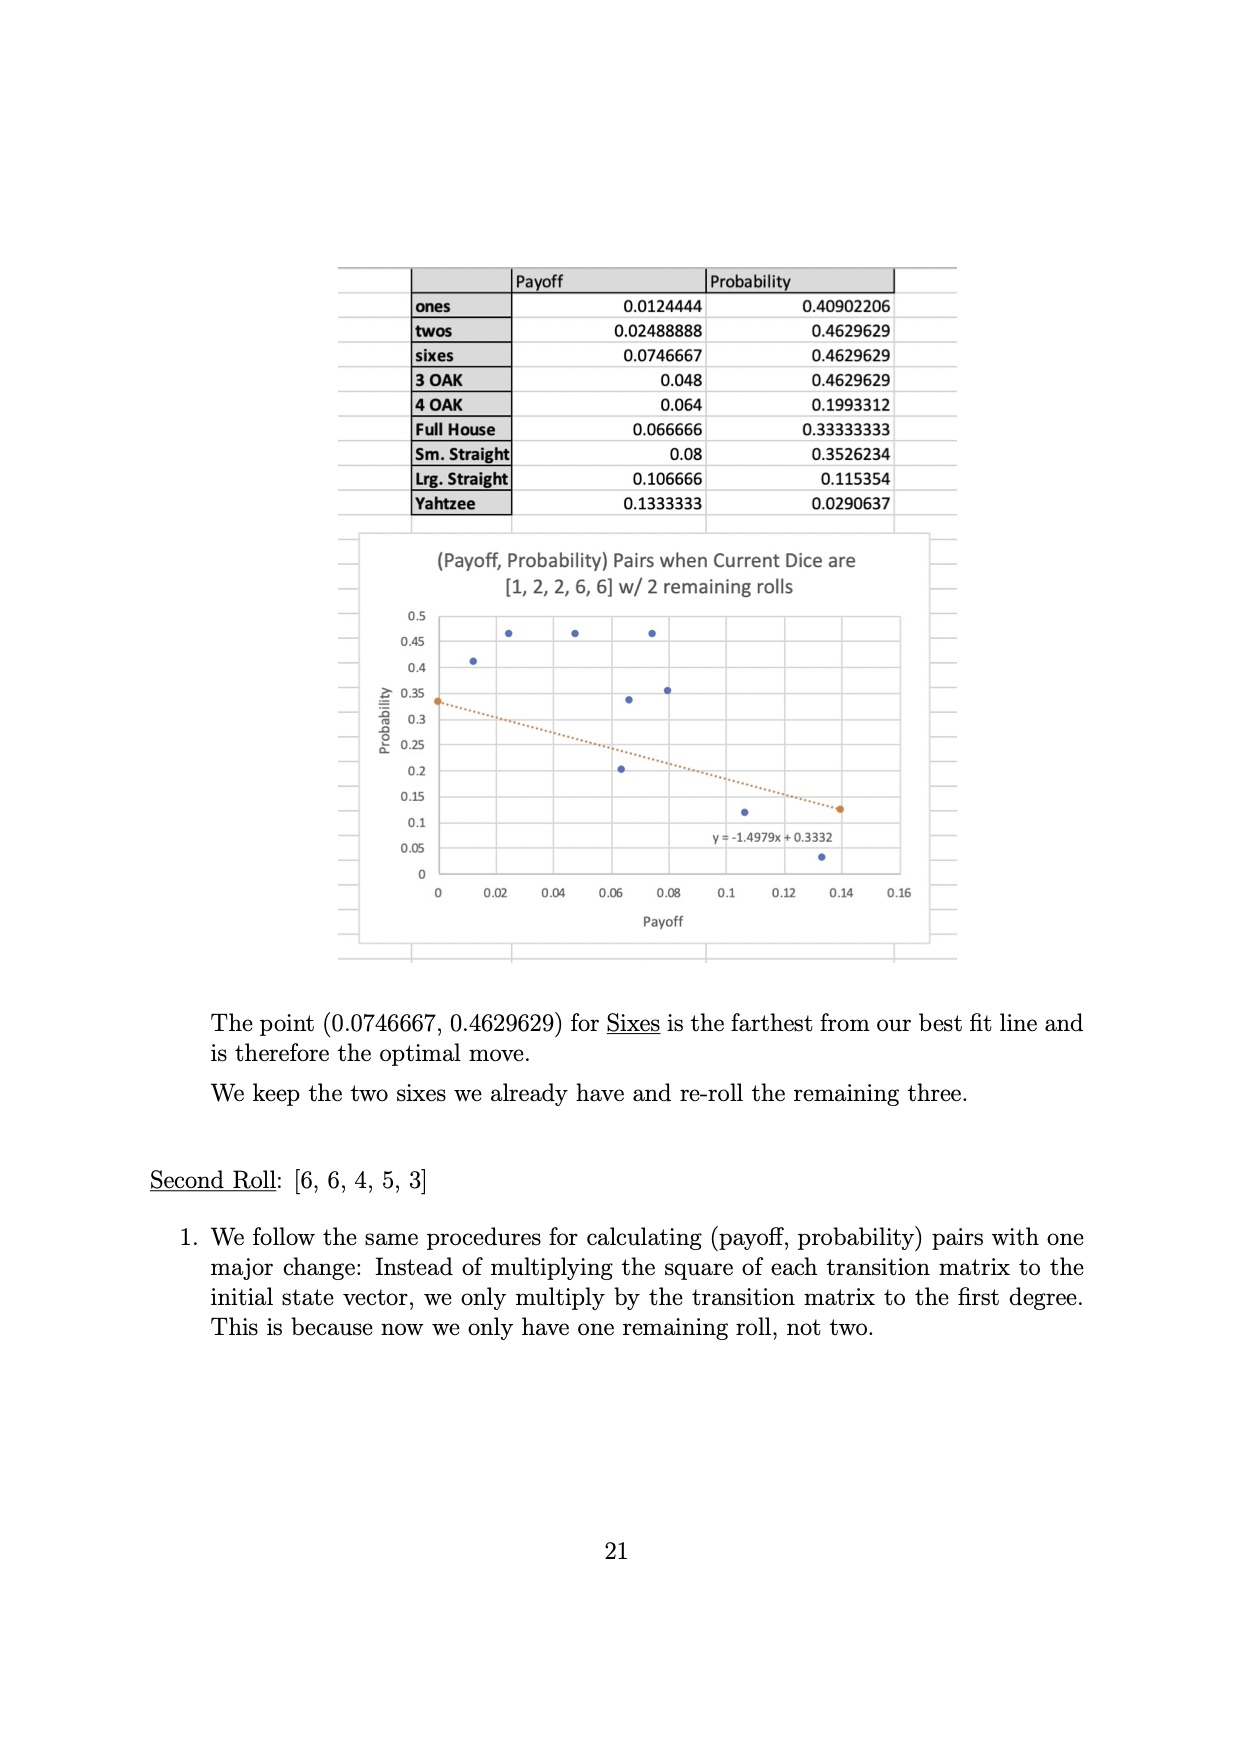 Payoff Probability
ones 0.0124444 0.40902206
twos 0.02488888 0.4629629
sixes 0.0746667 0.4629629
3 OAK 0.048 0.4629629
4 OAK 0.064 0.1993312
Full House 0.066666 0.33333333
Sm. Straight 0.08 0.3526234
Lrg. Straight 0.106666 0.115354
Yahtzee 0.1333333 0.0290637
(Payoff, Probability) Pairs when Current Dice are
[1, 2, 2, 6, 6] w/ 2 remaining rolls
0.5
0.45
0.4
0.35
0.3
0.25
0.2
0.15
0.1
0.05
0
Probability
y = -1.4979x + 0.3332
0 0.02 0.04 0.06 0.08 0.1 0.12 0.14 0.16
Payoff
The point (0.0746667, 0.4629629) for Sixes is the farthest from our best fit line and
is therefore the optimal move.
We keep the two sixes we already have and re-roll the remaining three.
Second Roll: [6, 6, 4, 5, 3]
1. We follow the same procedures for calculating (payoff, probability) pairs with one
major change: Instead of multiplying the square of each transition matrix to the
initial state vector, we only multiply by the transition matrix to the first degree.
This is because now we only have one remaining roll, not two.
21